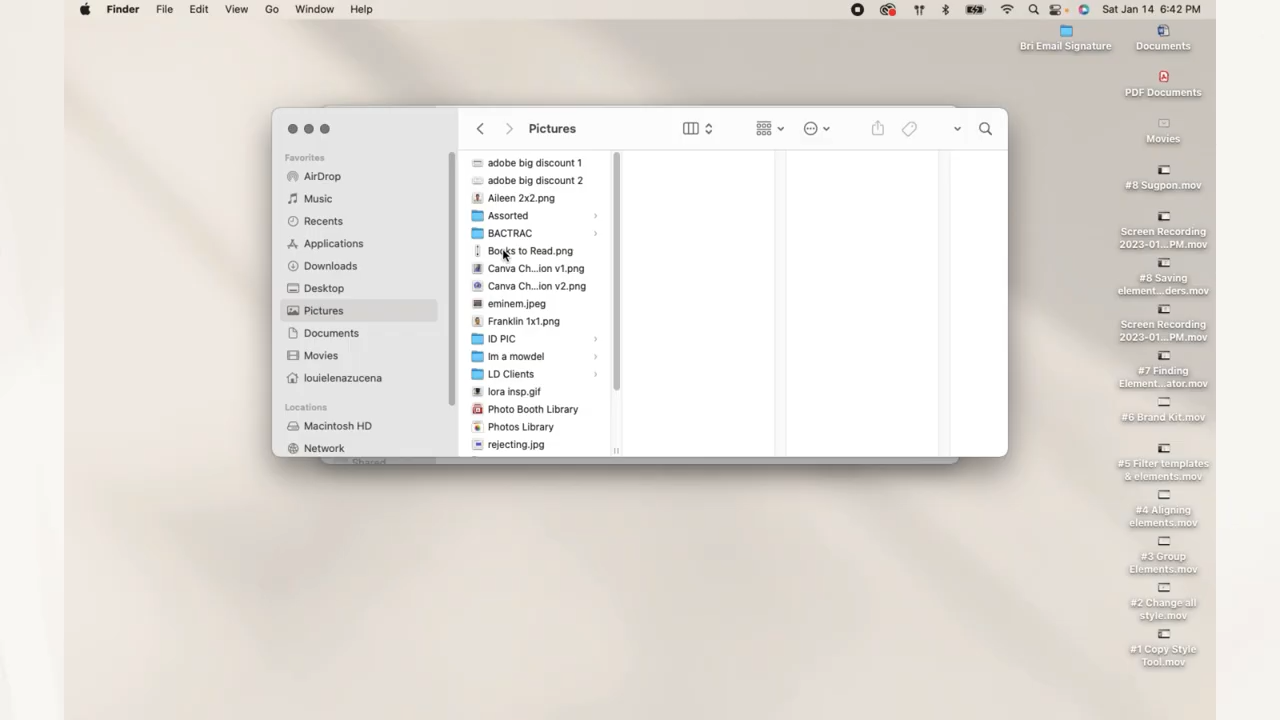 Finder File Edit View Go Window Help Sat Jan 14 6:42 PM
Bri Email Signature
Documents
PDF Documents
Movies
#8 Sugpon.mov
Screen Recording
2023-01...PM.mov
#8 Saving
element....ders.mov
Screen Recording
2023-01...PM.mov
#7 Finding
Element...ator.mov
#6 Brand Kit.mov
#5 Filter templates
& elements.mov
#4 Aligning
elements.mov
#3 Group
Elements.mov
#2 Change all
style.mov
#1 Copy Style
Tool.mov
Pictures
Favorites
AirDrop
Music
Recents
Applications
Downloads
Desktop
Pictures
Documents
Movies
louielenazucena
Locations
Macintosh HD
Network
Shared
adobe big discount 1
adobe big discount 2
Aileen 2x2.png
Assorted
BACTRAC
Books to Read.png
Canva Ch...ion v1.png
Canva Ch...ion v2.png
eminem.jpeg
Franklin 1x1.png
ID PIC
Im a mowdel
LD Clients
lora insp.gif
Photo Booth Library
Photos Library
rejecting.jpg